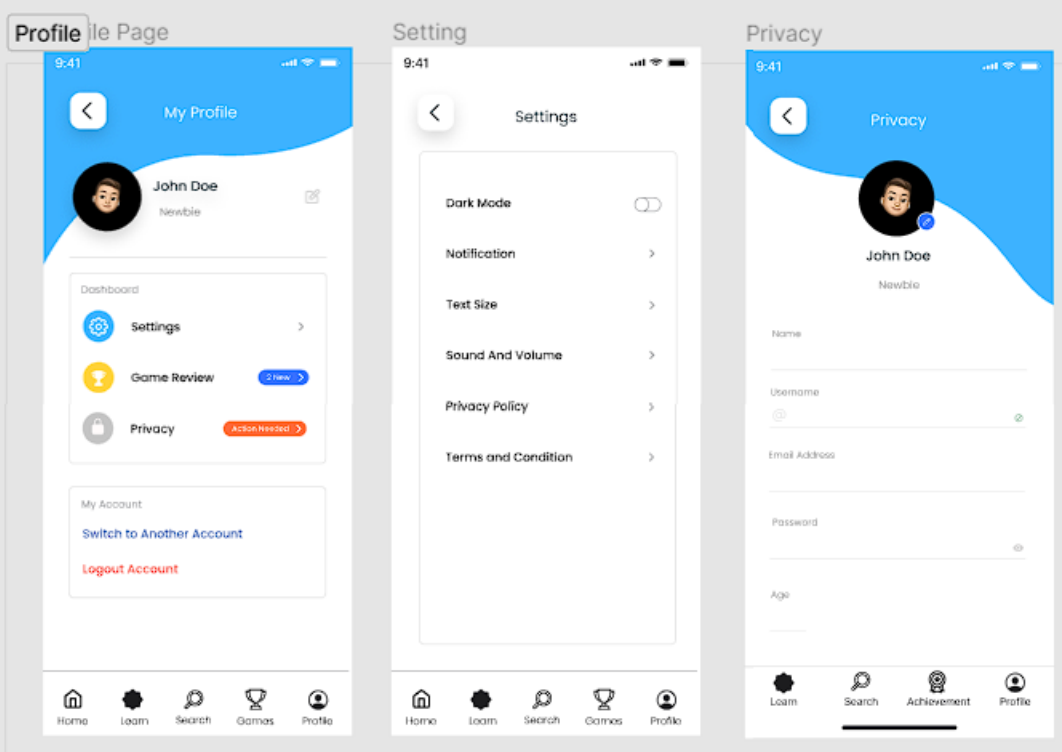 Profile
ile Page
9:41
My Profile
John Doe
Newbie
Dashboard
Settings
Game Review
2 New
Privacy
Action Needed
My Account
Switch to Another Account
Logout Account
Home
Learn
Search
Games
Profile
Setting
9:41
Settings
Dark Mode
Notification
Text Size
Sound And Volume
Privacy Policy
Terms and Condition
Home
Learn
Search
Games
Profile
Privacy
9:41
Privacy
John Doe
Newbie
Name
Username
@
Email Address
Password
Age
Learn
Search
Achievement
Profile